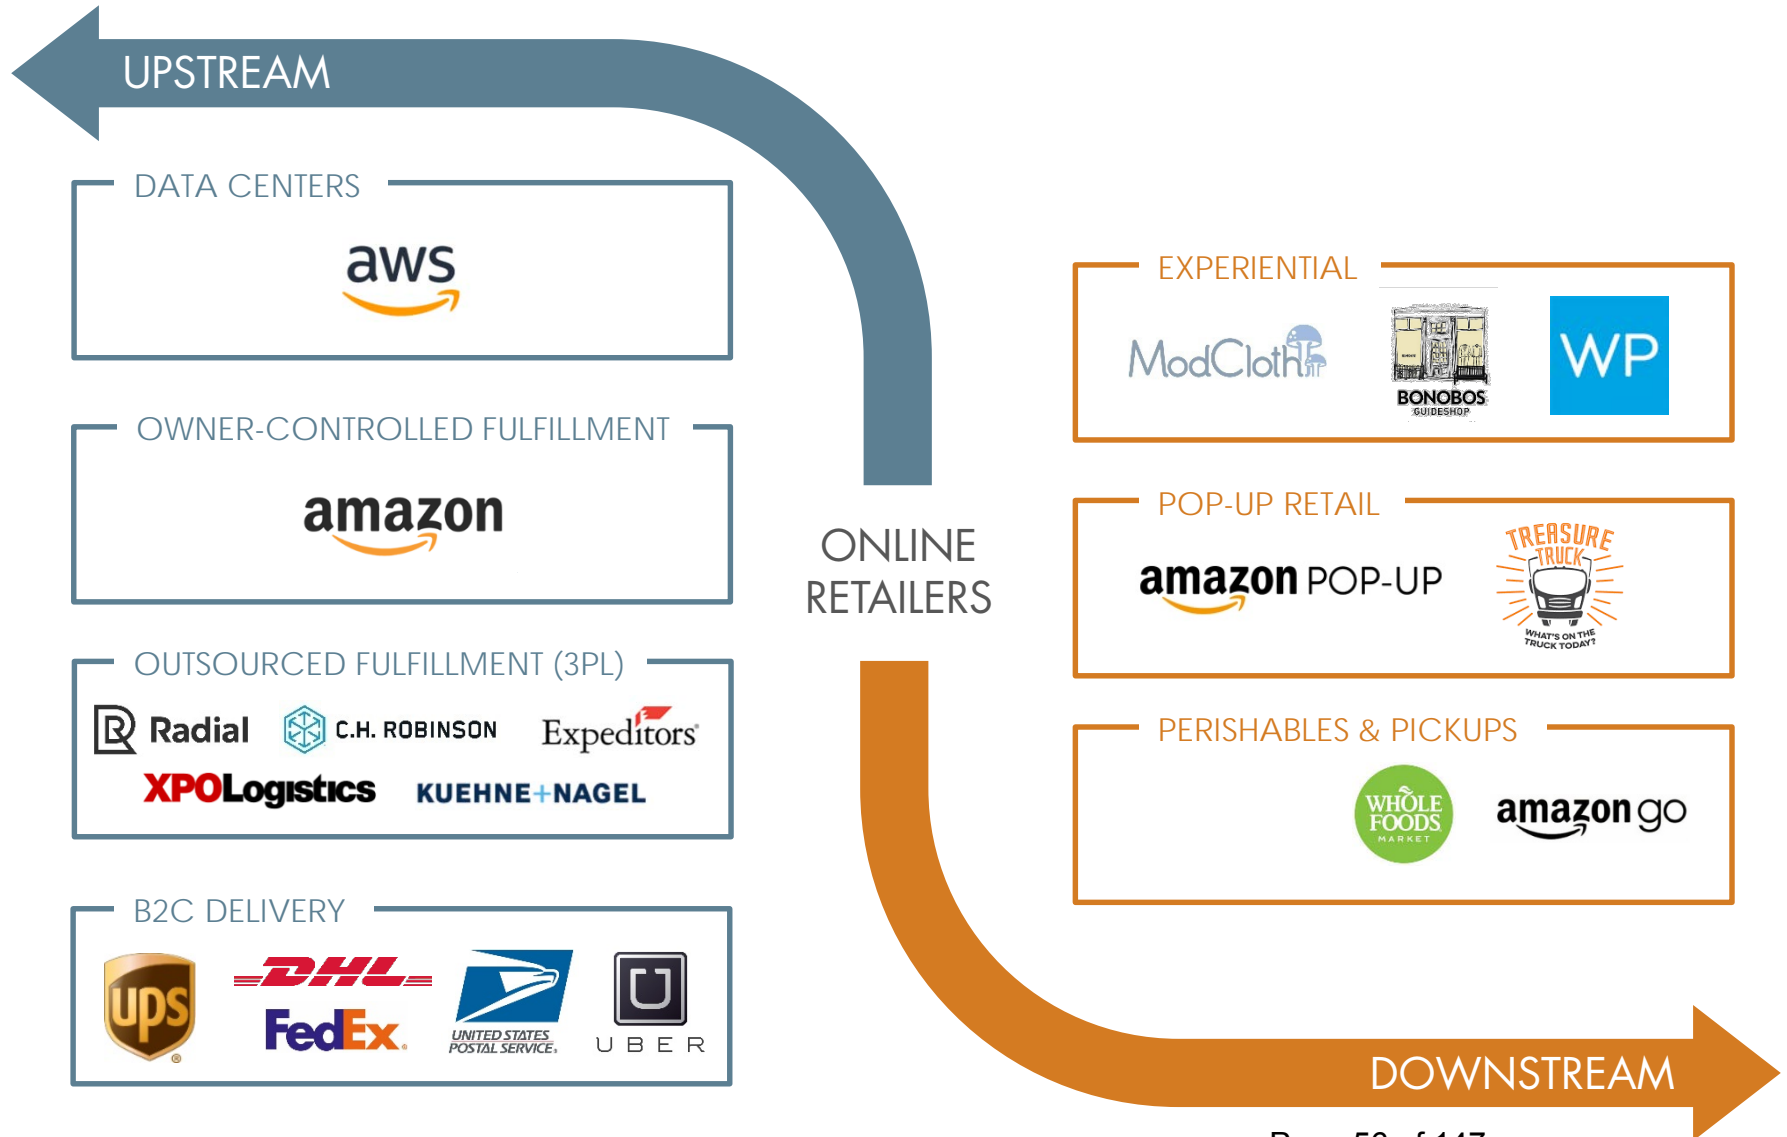 UPSTREAM
DATA CENTERS
aws
OWNER-CONTROLLED FULFILLMENT
amazon
OUTSOURCED FULFILLMENT (3PL)
Radial
C.H. ROBINSON
Expeditors
XPOLogistics
KUEHNE+NAGEL
B2C DELIVERY
ups
DHL
FedEx
UNITED STATES
POSTAL SERVICE
UBER
ONLINE
RETAILERS
EXPERIENTIAL
ModCloth
BONOBOS
GUIDESHOP
WP
POP-UP RETAIL
amazon POP-UP
TREASURE
TRUCK
WHAT'S ON THE
TRUCK TODAY?
PERISHABLES & PICKUPS
WHOLE
FOODS
MARKET
amazon go
DOWNSTREAM